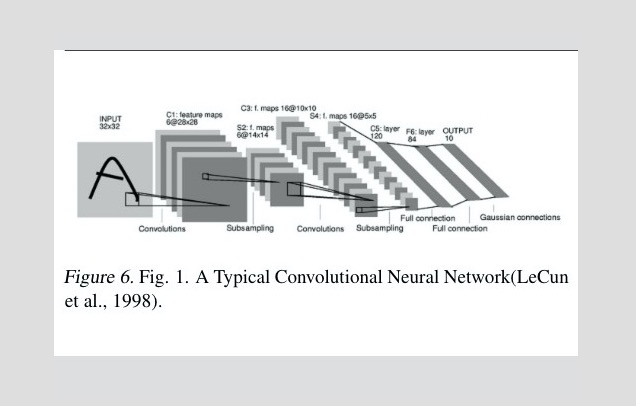 INPUT
32x32
C1: feature maps
6@28x28
S2: f. maps
6@14x14
C3: f. maps 16@10x10
S4: f. maps 16@5x5
C5: layer
120
F6: layer
84
OUTPUT
10
A
Convolutions
Subsampling
Convolutions
Subsampling
Full connection
Full connection
Gaussian connections
Figure 6. Fig. 1. A Typical Convolutional Neural Network(LeCun
et al., 1998).